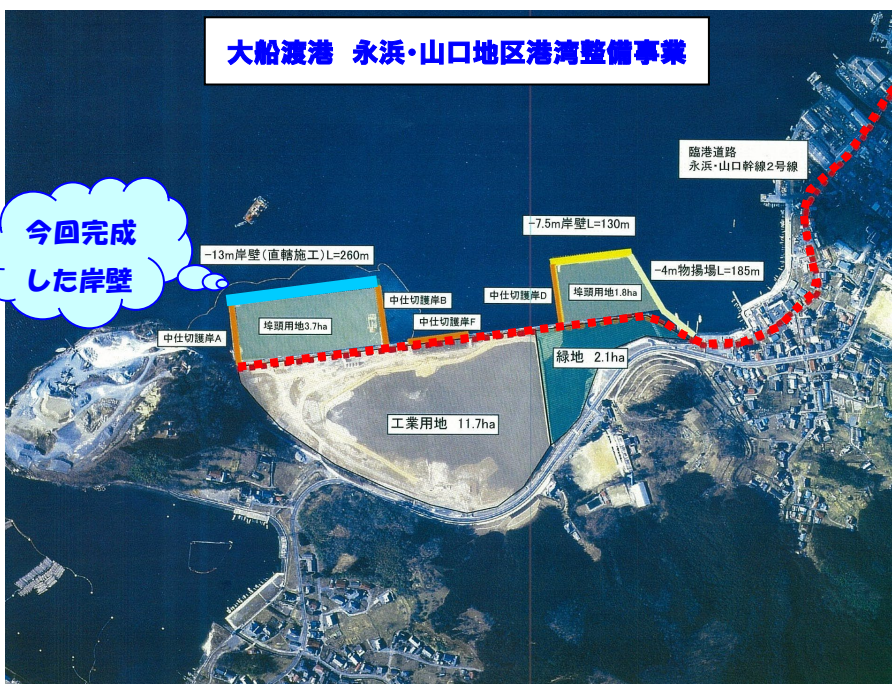 大船渡港 永浜・山口地区港湾整備事業
臨港道路
永浜・山口幹線2号線
今回完成
した岸壁
-7.5m岸壁L=130m
-13m岸壁(直轄施工)L=260m
-4m物揚場L=185m
中仕切護岸B
中仕切護岸D
埠頭用地1.8ha
中仕切護岸F
埠頭用地3.7ha
中仕切護岸A
緑地 2.1ha
工業用地 11.7ha